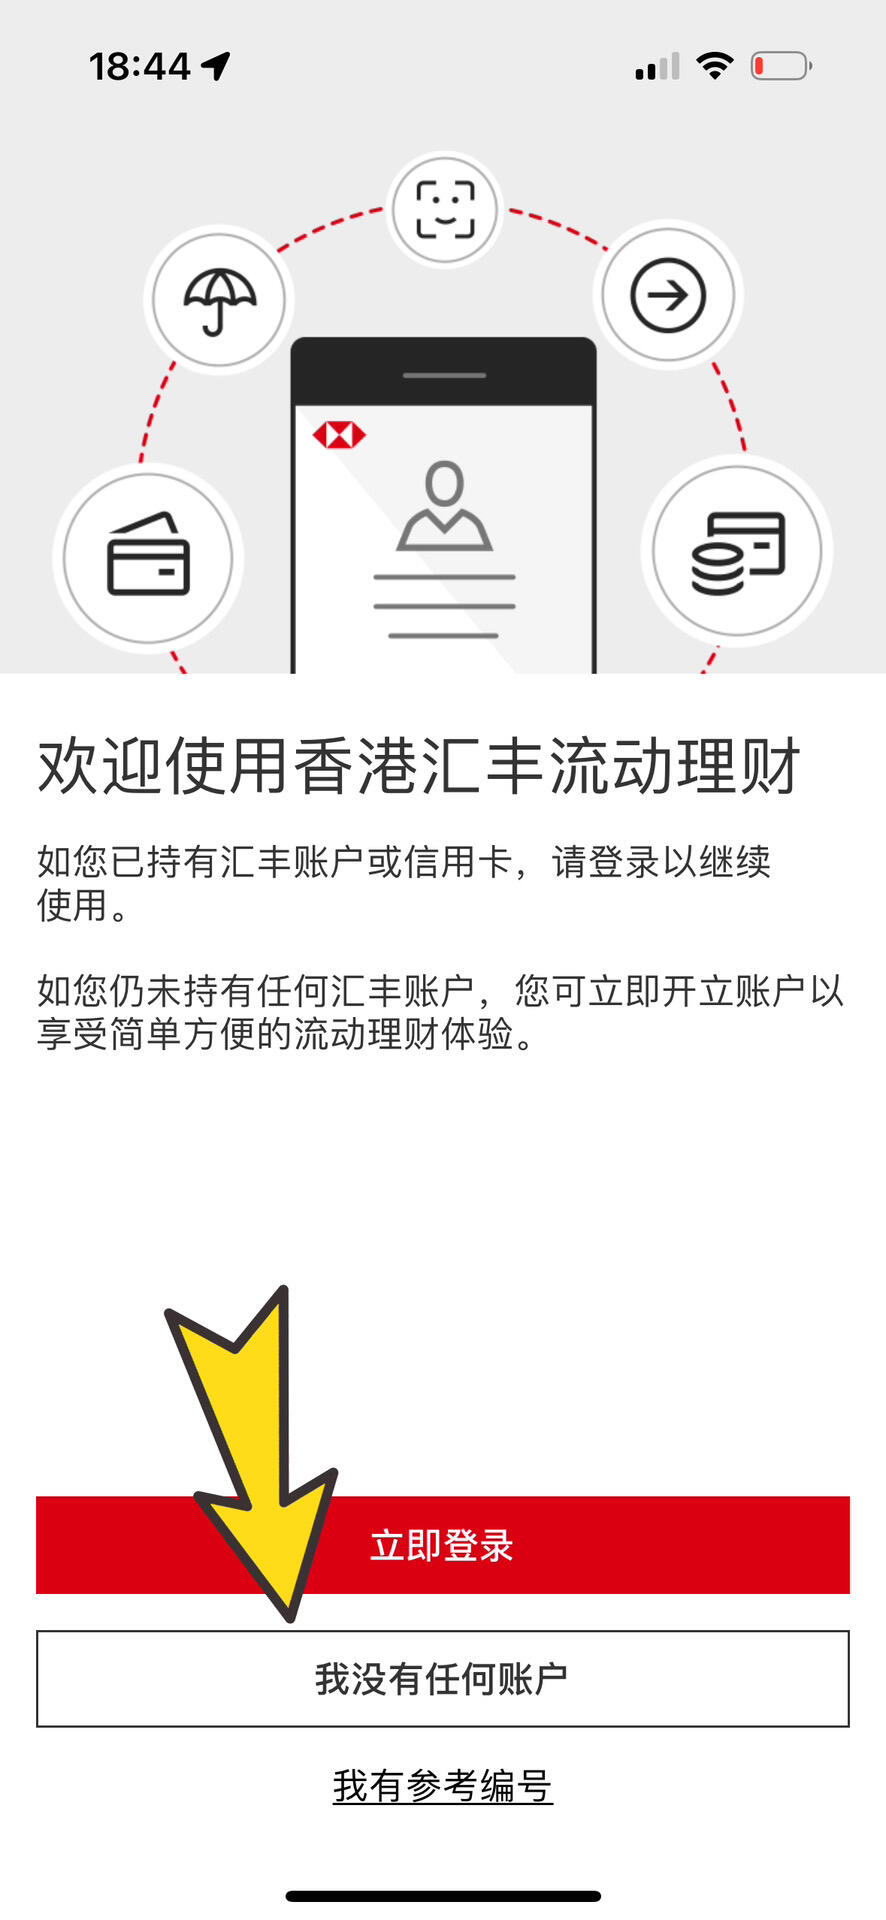 18:44
欢迎使用香港汇丰流动理财
如您已持有汇丰账户或信用卡，请登录以继续
使用。
如您仍未持有任何汇丰账户，您可立即开立账户以
享受简单方便的流动理财体验。
立即登录
我没有任何账户
我有参考编号